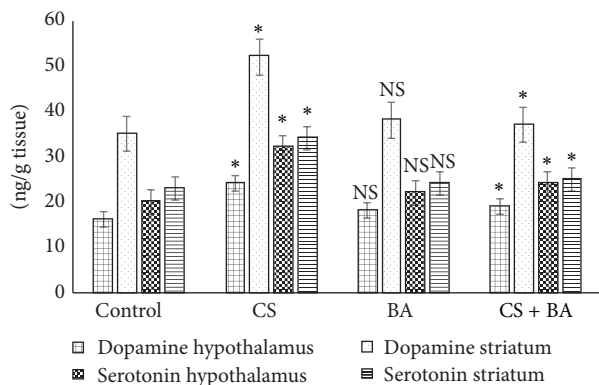 60
50
40
30
20
10
0
(ng/g tissue)
* * * *
NS NS NS NS
* * * *
Control CS BA CS + BA
Dopamine hypothalamus Dopamine striatum
Serotonin hypothalamus Serotonin striatum